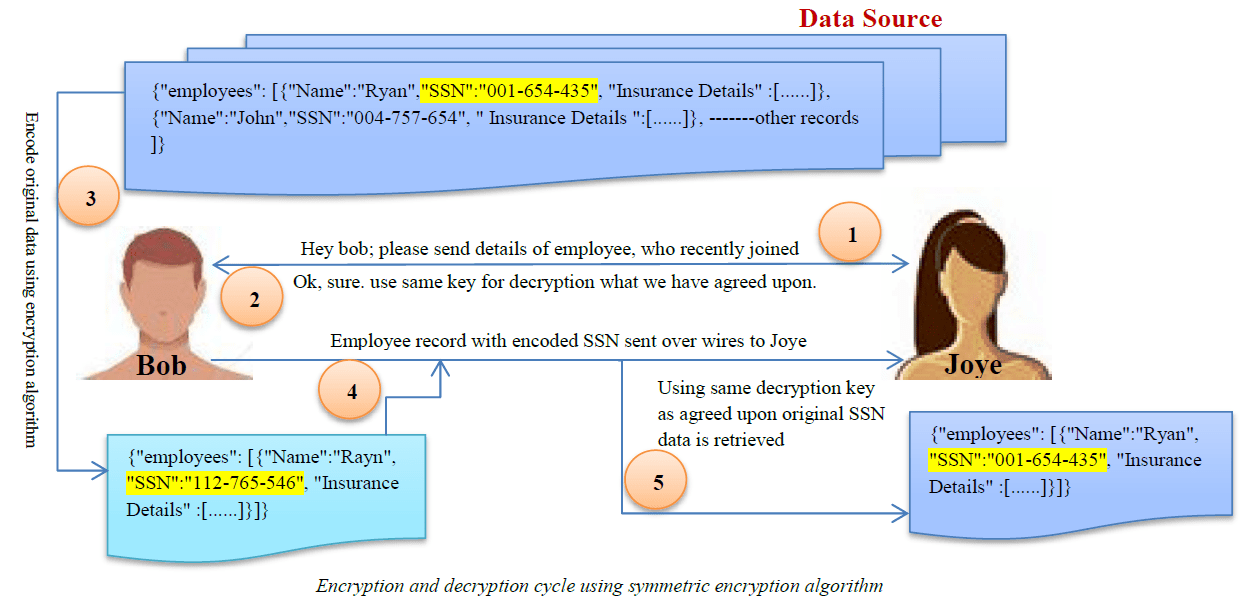 Data Source
{"employees": [{"Name":"Ryan","SSN":"001-654-435", "Insurance Details" :[......]},
{"Name":"John","SSN":"004-757-654", " Insurance Details ":[......]}, -------other records
]}
Encode original data using encryption algorithm
3
1
Hey bob; please send details of employee, who recently joined
2
Ok, sure. use same key for decryption what we have agreed upon.
Employee record with encoded SSN sent over wires to Joye
Bob
Joye
4
Using same decryption key
as agreed upon original SSN
data is retrieved
5
{"employees": [{"Name":"Rayn",
"SSN":"112-765-546", "Insurance
Details" :[......]}]}
{"employees": [{"Name":"Ryan",
"SSN":"001-654-435", "Insurance
Details" :[......]}]}
Encryption and decryption cycle using symmetric encryption algorithm